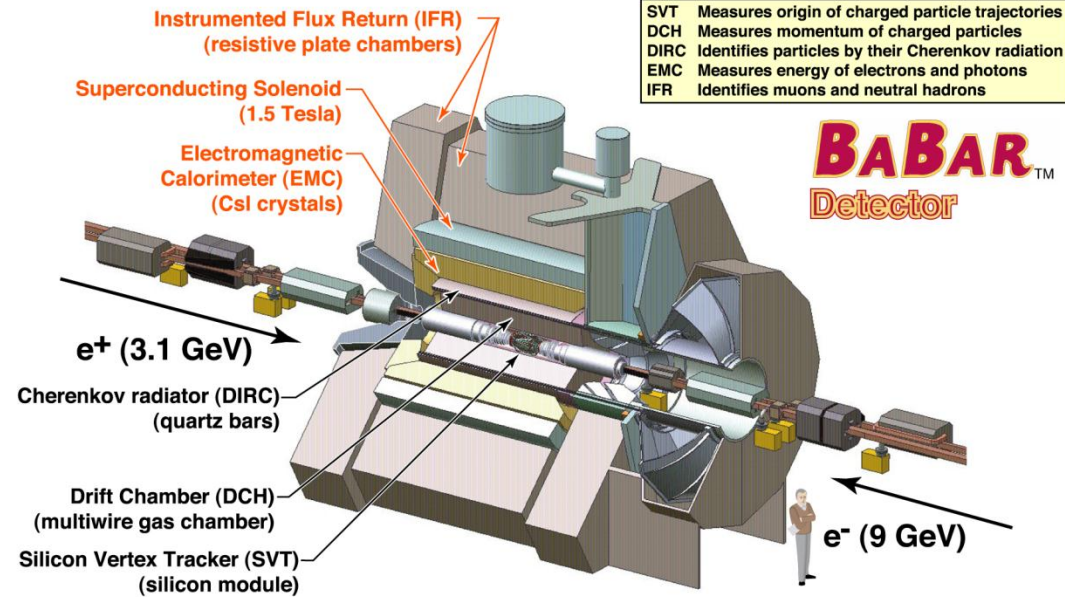 Instrumented Flux Return (IFR)
(resistive plate chambers)
Superconducting Solenoid
(1.5 Tesla)
Electromagnetic
Calorimeter (EMC)
(CsI crystals)
SVT Measures origin of charged particle trajectories
DCH Measures momentum of charged particles
DIRC Identifies particles by their Cherenkov radiation
EMC Measures energy of electrons and photons
IFR Identifies muons and neutral hadrons
BABAR TM
Detector
e+ (3.1 GeV)
Cherenkov radiator (DIRC)
(quartz bars)
Drift Chamber (DCH)
(multiwire gas chamber)
Silicon Vertex Tracker (SVT)
(silicon module)
e- (9 GeV)